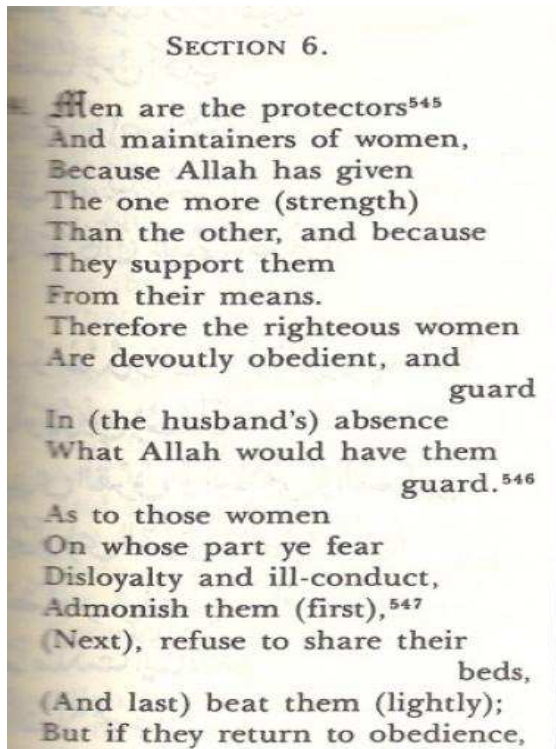 SECTION 6.
Men are the protectors⁵⁴⁵
And maintainers of women,
Because Allah has given
The one more (strength)
Than the other, and because
They support them
From their means.
Therefore the righteous women
Are devoutly obedient, and
guard
In (the husband's) absence
What Allah would have them
guard.⁵⁴⁶
As to those women
On whose part ye fear
Disloyalty and ill-conduct,
Admonish them (first),⁵⁴⁷
(Next), refuse to share their
beds,
(And last) beat them (lightly);
But if they return to obedience,